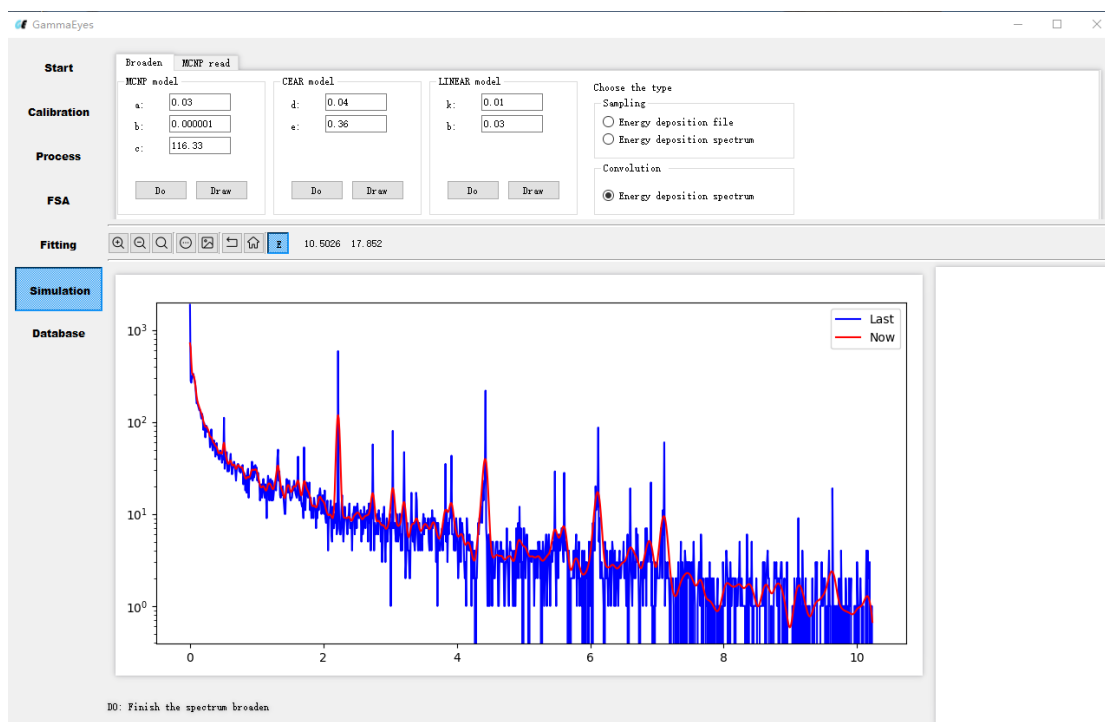 GammaEyes
Start
Calibration
Process
FSA
Fitting
Simulation
Database
Broaden MCNP read
MCNP model
a: 0.03
b: 0.000001
c: 116.33
Do Draw
CEAR model
d: 0.04
e: 0.36
Do Draw
LINEAR model
k: 0.01
b: 0.03
Do Draw
Choose the type
Sampling
Energy deposition file
Energy deposition spectrum
Convolution
Energy deposition spectrum
E 10.5026 17.852
Last
Now
10³
10²
10¹
10⁰
0 2 4 6 8 10
DO: Finish the spectrum broaden